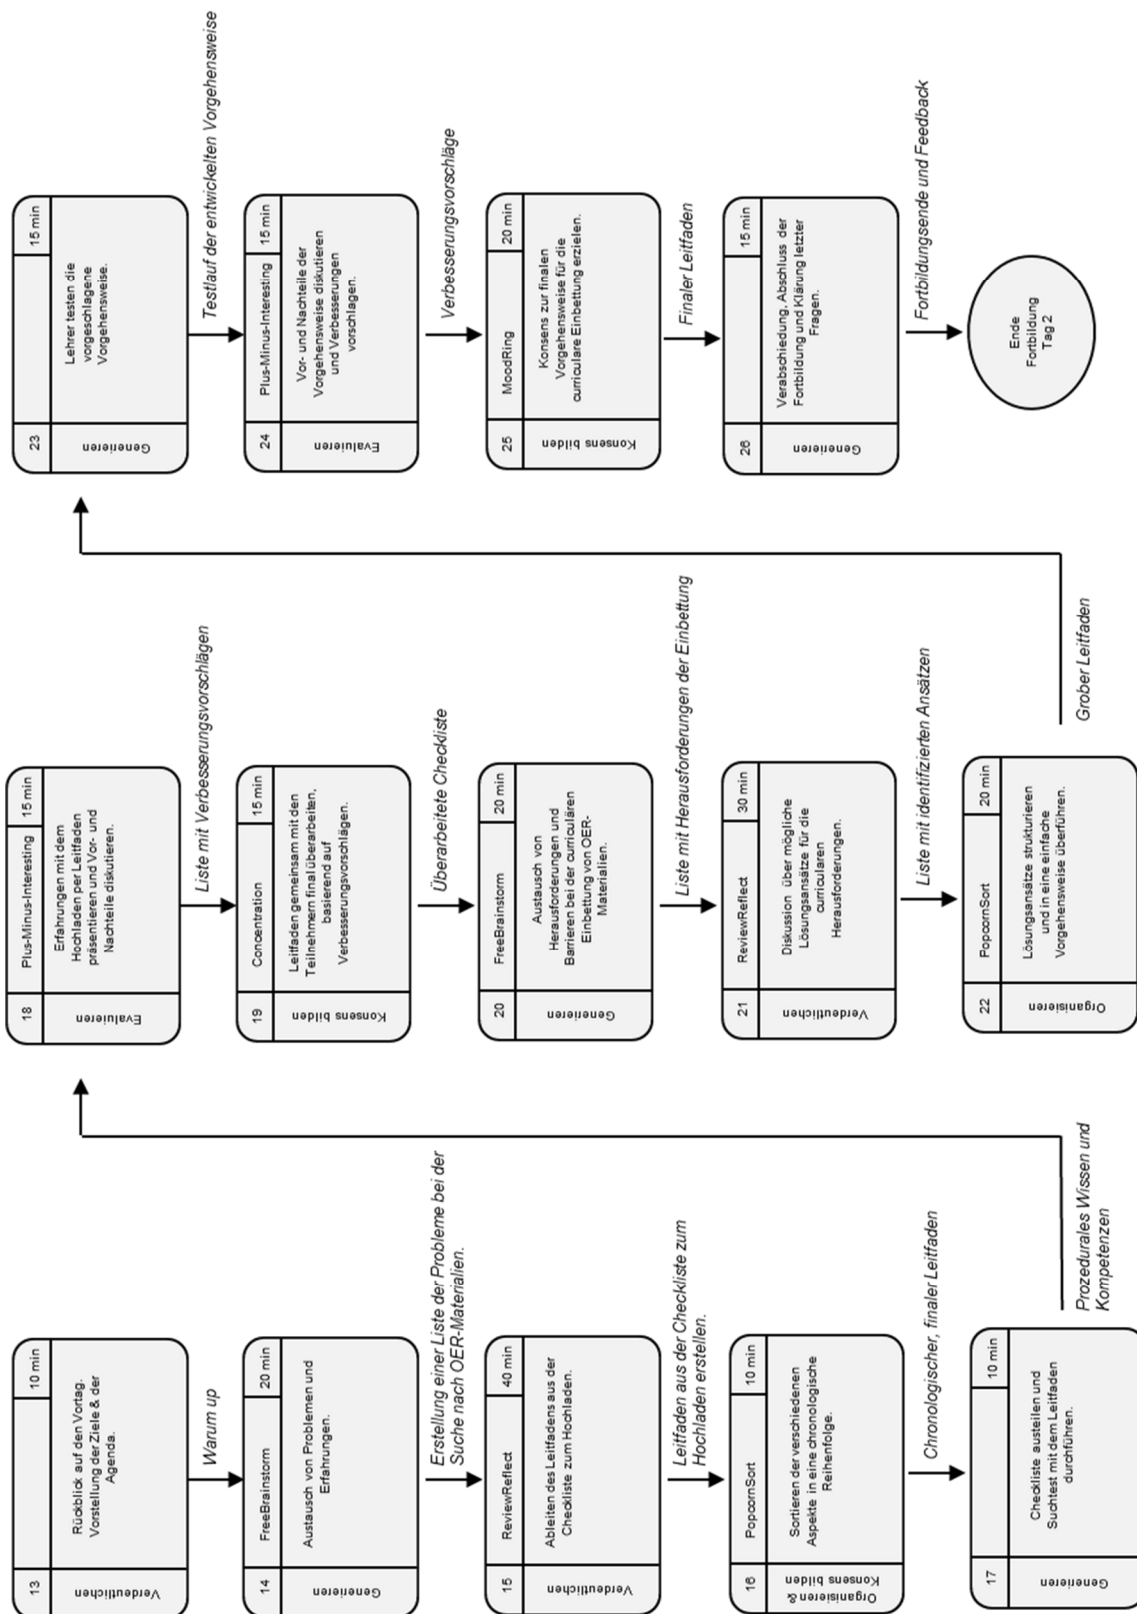 13
10 min
Verdeutlichen
Rückblick auf den Vortag.
Vorstellung der Ziele & der
Agenda.
Warum up
14
FreeBrainstorm
20 min
Generieren
Austausch von Problemen und
Erfahrungen.
Erstellung einer Liste der Probleme bei der
Suche nach OER-Materialien.
15
ReviewReflect
40 min
Verdeutlichen
Ableiten des Leitfadens aus der
Checkliste zum Hochladen.
Leitfaden aus der Checkliste zum
Hochladen erstellen.
16
PopcornSort
10 min
Organisieren &
Konsens bilden
Sortieren der verschiedenen
Aspekte in eine chronologische
Reihenfolge.
Chronologischer, finaler Leitfaden
17
10 min
Generieren
Checkliste austeilen und
Suchtest mit dem Leitfaden
durchführen.
Prozedurales Wissen und
Kompetenzen
18
Plus-Minus-Interesting
15 min
Evaluieren
Erfahrungen mit dem
Hochladen per Leitfaden
präsentieren und Vor- und
Nachteile diskutieren.
Liste mit Verbesserungsvorschlägen
19
Concentration
15 min
Konsens bilden
Leitfaden gemeinsam mit den
Teilnehmern final überarbeiten,
basierend auf
Verbesserungsvorschlägen.
Überarbeitete Checkliste
20
FreeBrainstorm
20 min
Generieren
Austausch von
Herausforderungen und
Barrieren bei der curriculären
Einbettung von OER-
Materialien.
Liste mit Herausforderungen der Einbettung
21
ReviewReflect
30 min
Verdeutlichen
Diskussion über mögliche
Lösungsansätze für die
curricularen
Herausforderungen.
Liste mit identifizierten Ansätzen
22
PopcornSort
20 min
Organisieren
Lösungsansätze strukturieren
und in eine einfache
Vorgehensweise überführen.
Grober Leitfaden
23
15 min
Generieren
Lehrer testen die
vorgeschlagene
Vorgehensweise.
Testlauf der entwickelten Vorgehensweise
24
Plus-Minus-Interesting
15 min
Evaluieren
Vor- und Nachteile der
Vorgehensweise diskutieren
und Verbesserungen
vorschlagen.
Verbesserungsvorschläge
25
MoodRing
20 min
Konsens bilden
Konsens zur finalen
Vorgehensweise für die
curriculare Einbettung erzielen.
Finaler Leitfaden
26
15 min
Generieren
Verabschiedung, Abschluss der
Fortbildung und Klärung letzter
Fragen.
Fortbildungsende und Feedback
Ende
Fortbildung
Tag 2